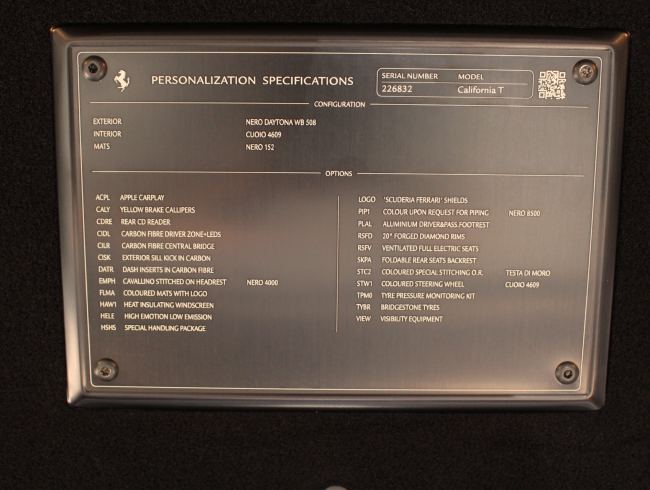 PERSONALIZATION SPECIFICATIONS
SERIAL NUMBER MODEL
226832 California T
CONFIGURATION
EXTERIOR NERO DAYTONA WB 508
INTERIOR CUOIO 4609
MATS NERO 152
OPTIONS
ACPL APPLE CARPLAY
CALY YELLOW BRAKE CALLIPERS
CDRE REAR CD READER
CIDL CARBON FIBRE DRIVER ZONE+LEDS
CILR CARBON FIBRE CENTRAL BRIDGE
CISK EXTERIOR SILL KICK IN CARBON
DATR DASH INSERTS IN CARBON FIBRE
EMPH CAVALLINO STITCHED ON HEADREST NERO 4000
FLMA COLOURED MATS WITH LOGO
HAW1 HEAT INSULATING WINDSCREEN
HELE HIGH EMOTION LOW EMISSION
HSHS SPECIAL HANDLING PACKAGE
LOGO 'SCUDERIA FERRARI' SHIELDS
PIP1 COLOUR UPON REQUEST FOR PIPING NERO 8500
PLAL ALLUMINIUM DRIVER&PASS FOOTREST
RSFD 20" FORGED DIAMOND RIMS
RSFV VENTILATED FULL ELECTRIC SEATS
SKPA FOLDABLE REAR SEATS BACKREST
STC2 COLOURED SPECIAL STITCHING O.R. TESTA DI MORO
STW1 COLOURED STEERING WHEEL CUOIO 4609
TPM0 TYRE PRESSURE MONITORING KIT
TYBR BRIDGESTONE TYRES
VIEW VISIBILITY EQUIPMENT